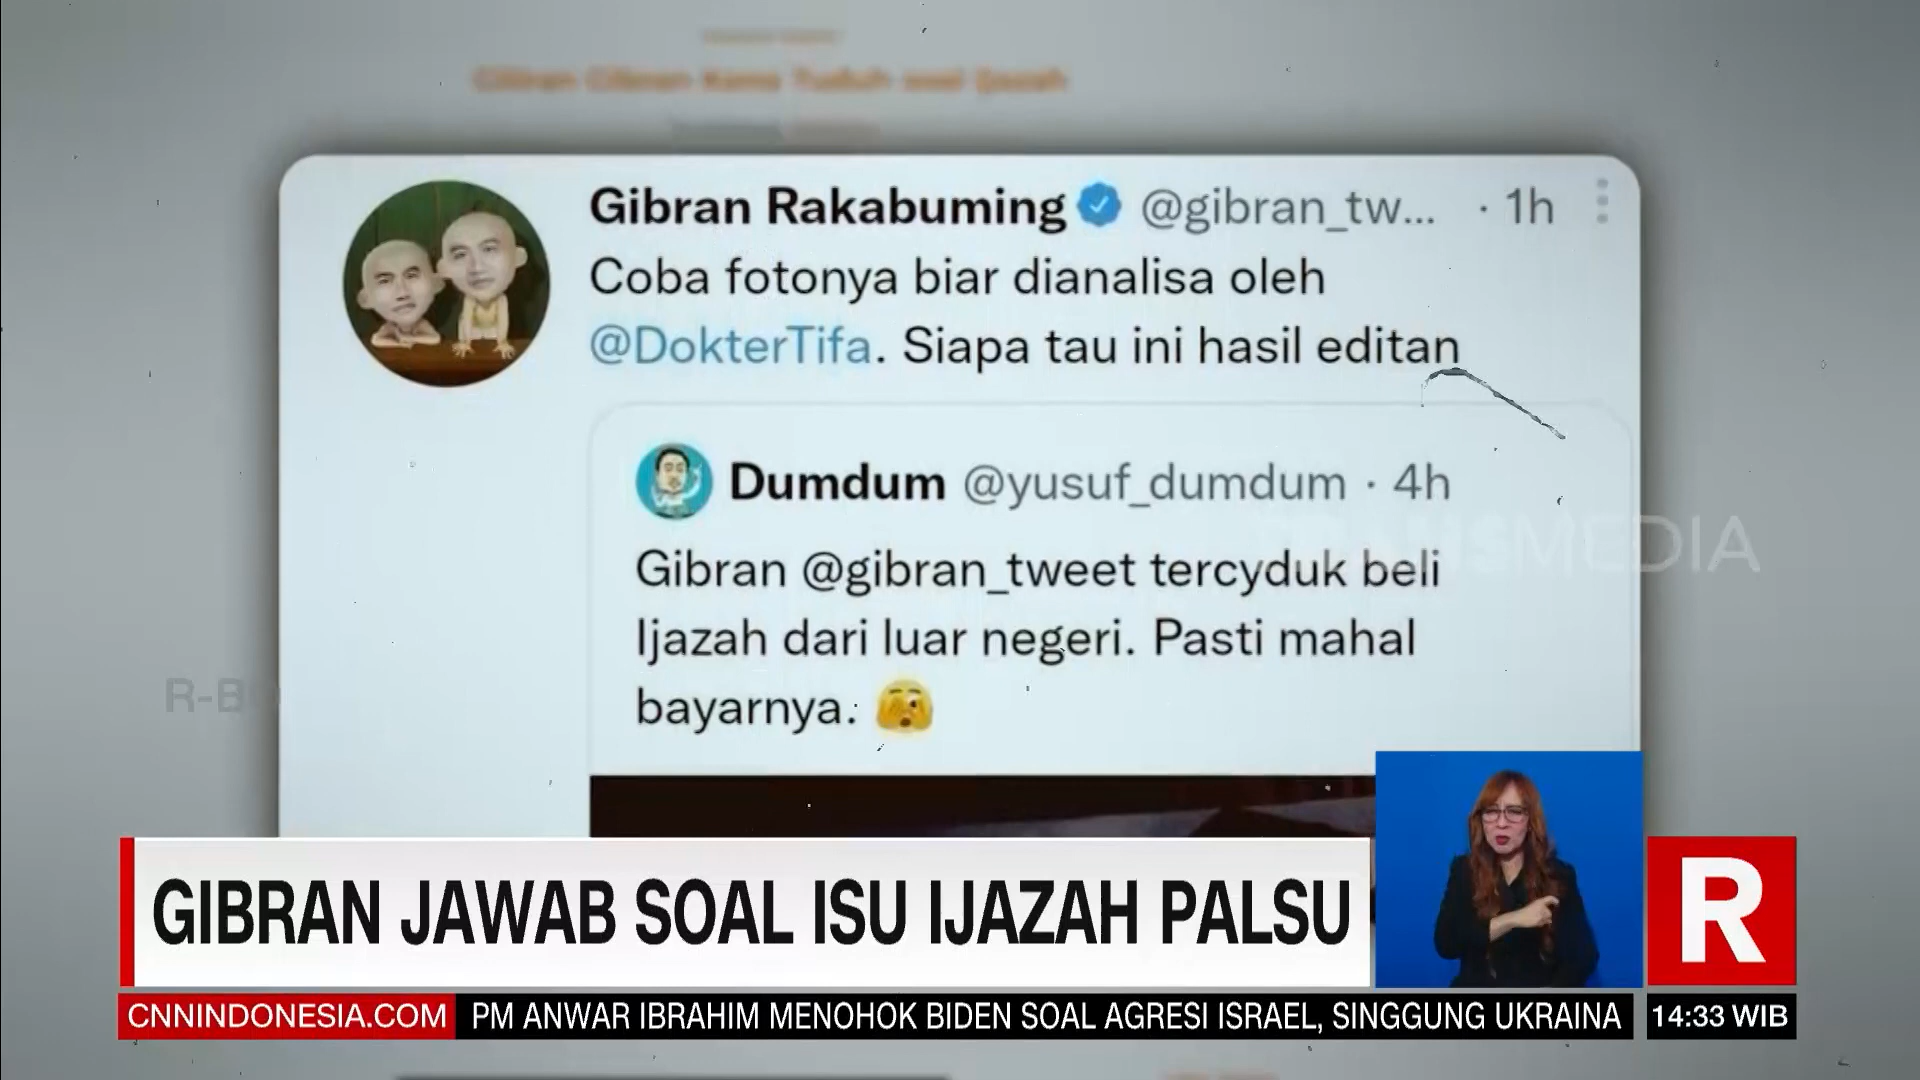 Gibran Rakabuming @gibran_tw... · 1h
Coba fotonya biar dianalisa oleh
@DokterTifa. Siapa tau ini hasil editan
Dumdum @yusuf_dumdum · 4h
Gibran @gibran_tweet tercyduk beli
Ijazah dari luar negeri. Pasti mahal
bayarnya.
TRANSMEDIA
GIBRAN JAWAB SOAL ISU IJAZAH PALSU
R
CNNINDONESIA.COM
PM ANWAR IBRAHIM MENOHOK BIDEN SOAL AGRESI ISRAEL, SINGGUNG UKRAINA
14:33 WIB